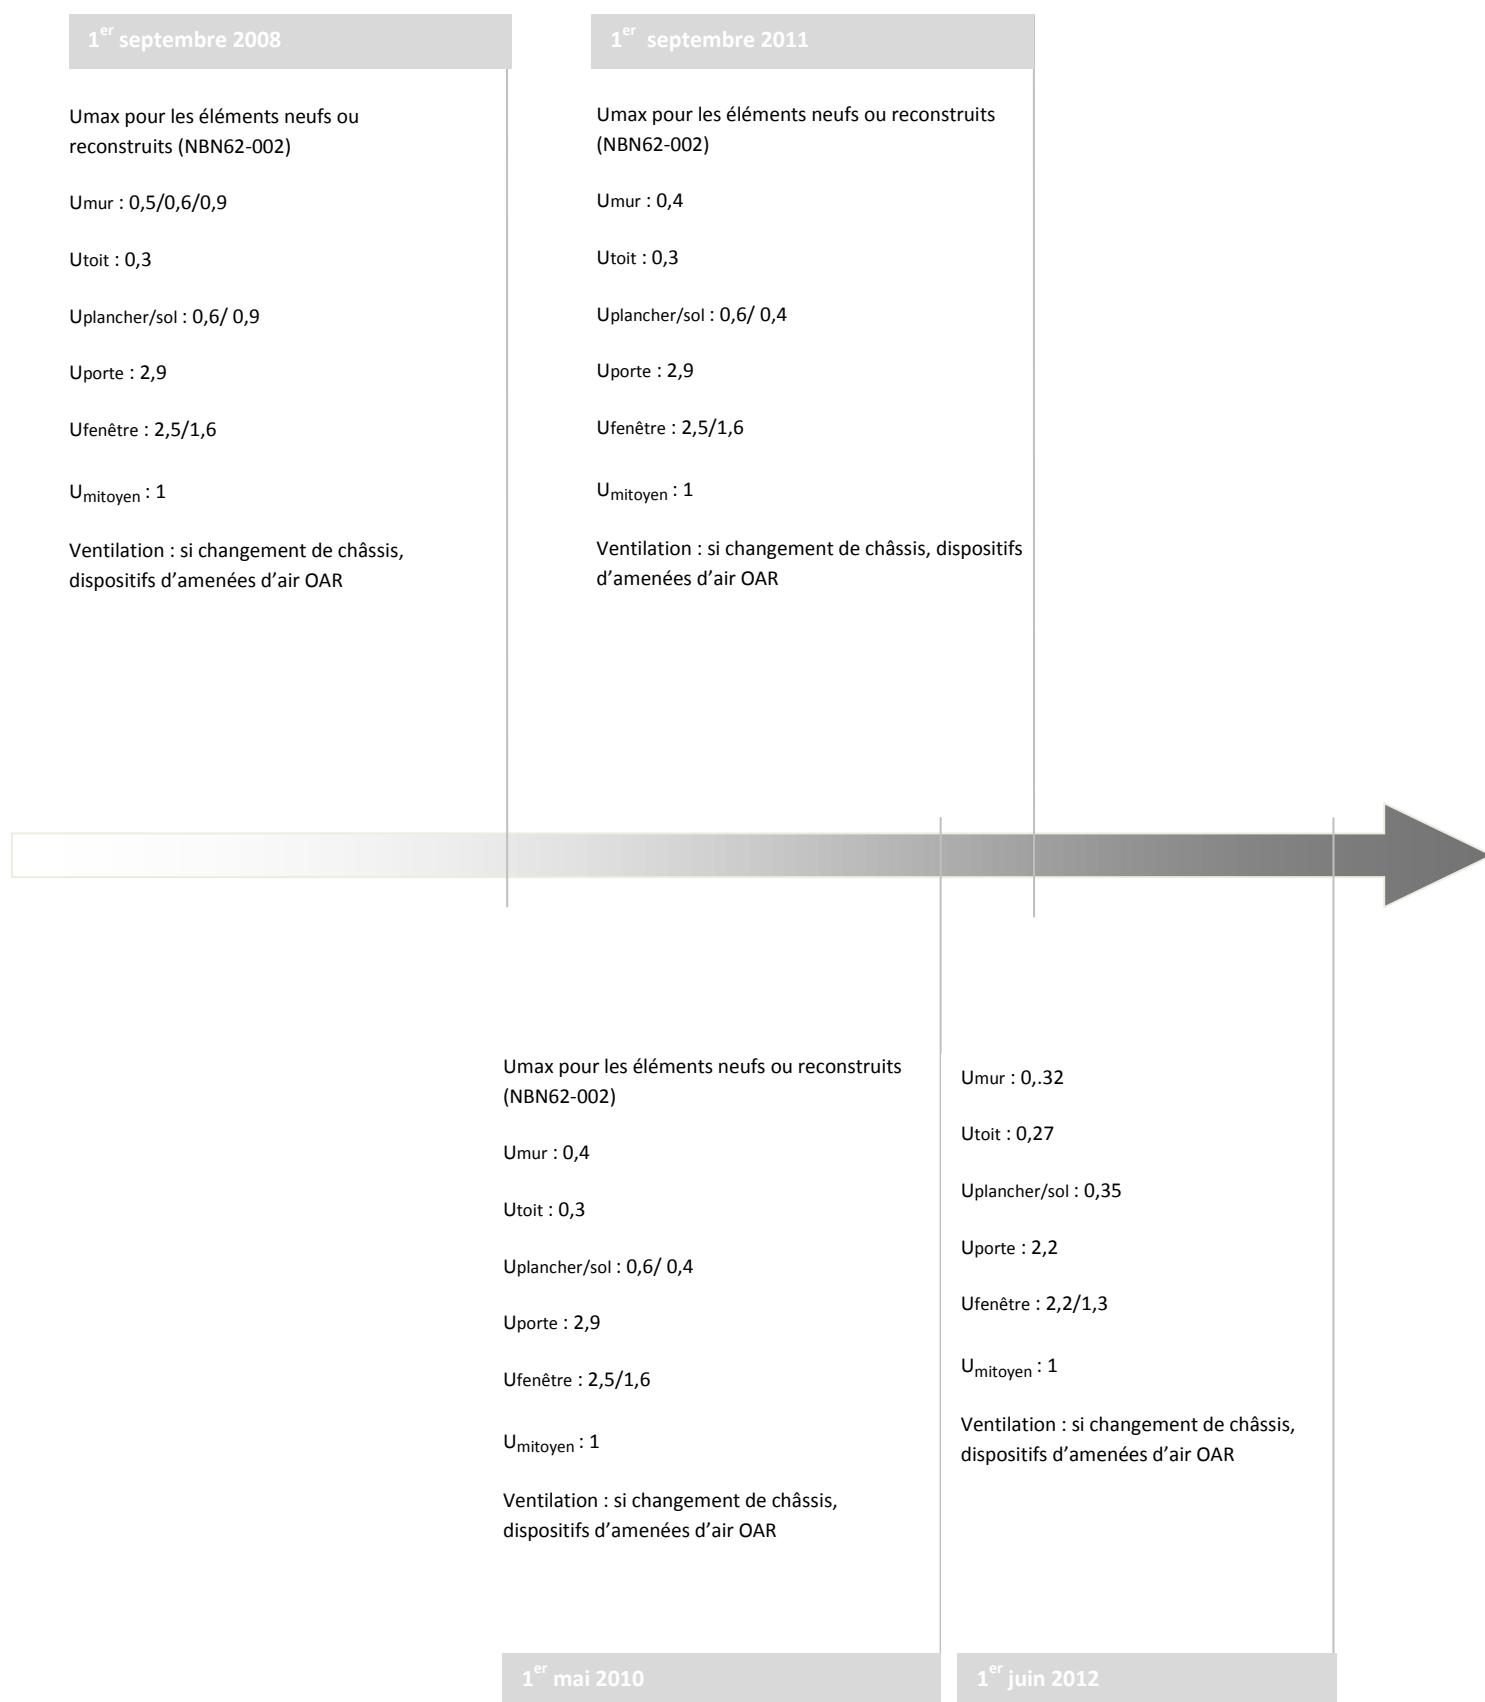 1er septembre 2008
Umax pour les éléments neufs ou
reconstruits (NBN62-002)
Umur : 0,5/0,6/0,9
Utoit : 0,3
Uplancher/sol : 0,6/ 0,9
Uporte : 2,9
Ufenêtre : 2,5/1,6
Umitoyen : 1
Ventilation : si changement de châssis,
dispositifs d’amenées d’air OAR
1er septembre 2011
Umax pour les éléments neufs ou reconstruits
(NBN62-002)
Umur : 0,4
Utoit : 0,3
Uplancher/sol : 0,6/ 0,4
Uporte : 2,9
Ufenêtre : 2,5/1,6
Umitoyen : 1
Ventilation : si changement de châssis, dispositifs
d’amenées d’air OAR
Umax pour les éléments neufs ou reconstruits
(NBN62-002)
Umur : 0,4
Utoit : 0,3
Uplancher/sol : 0,6/ 0,4
Uporte : 2,9
Ufenêtre : 2,5/1,6
Umitoyen : 1
Ventilation : si changement de châssis,
dispositifs d’amenées d’air OAR
1er mai 2010
Umur : 0,.32
Utoit : 0,27
Uplancher/sol : 0,35
Uporte : 2,2
Ufenêtre : 2,2/1,3
Umitoyen : 1
Ventilation : si changement de châssis,
dispositifs d’amenées d’air OAR
1er juin 2012